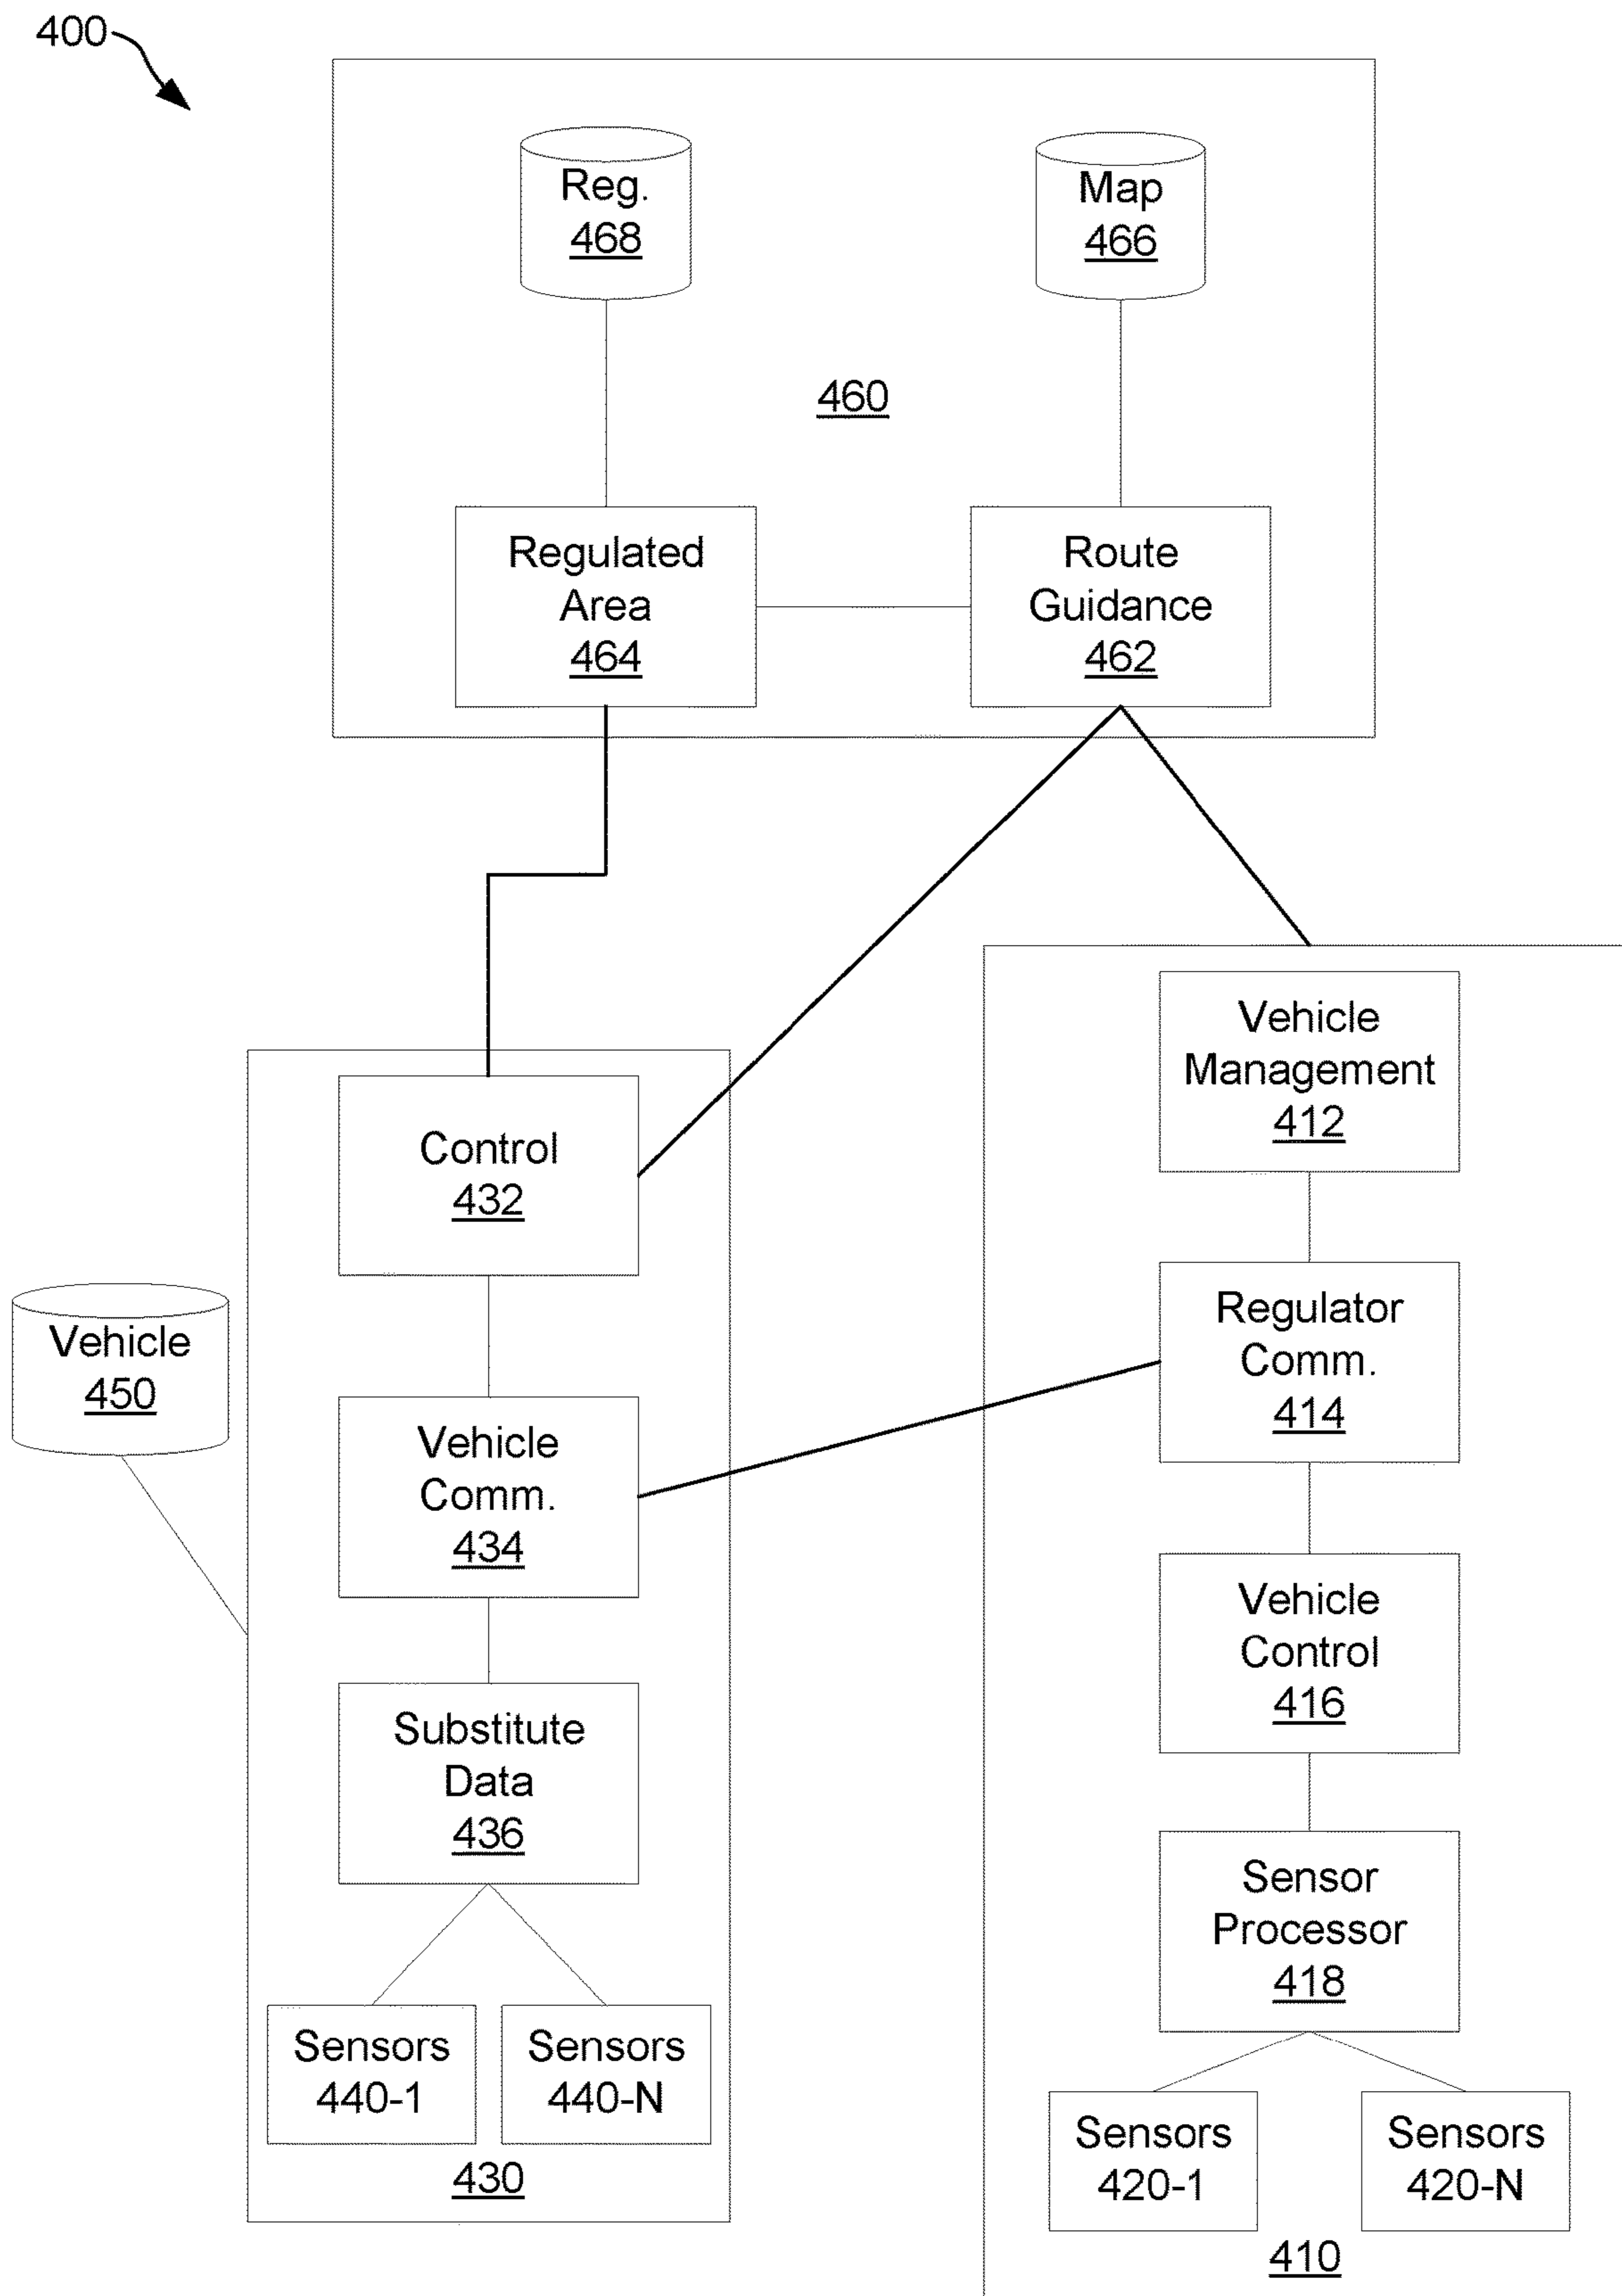 400
Reg.
468
Map
466
460
Regulated
Area
464
Route
Guidance
462
Vehicle
Management
412
Control
432
Regulator
Comm.
414
Vehicle
450
Vehicle
Comm.
434
Vehicle
Control
416
Substitute
Data
436
Sensor
Processor
418
Sensors
440-1
Sensors
440-N
Sensors
420-1
Sensors
420-N
430
410